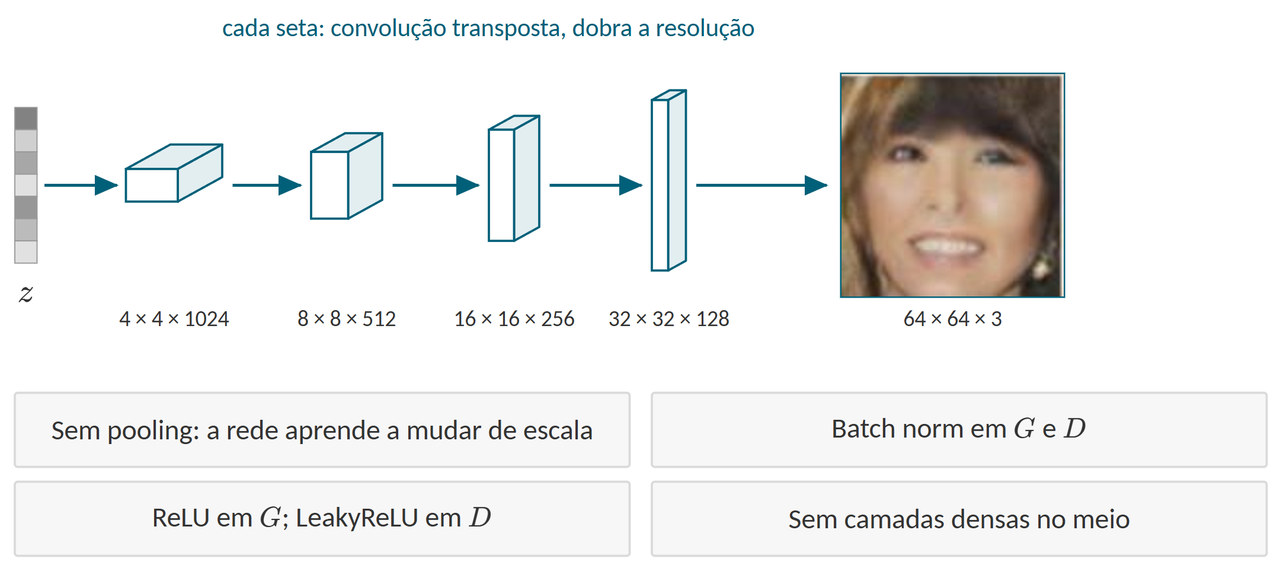 cada seta: convolução transposta, dobra a resolução
z
4 × 4 × 1024
8 × 8 × 512
16 × 16 × 256
32 × 32 × 128
64 × 64 × 3
Sem pooling: a rede aprende a mudar de escala
Batch norm em G e D
ReLU em G; LeakyReLU em D
Sem camadas densas no meio